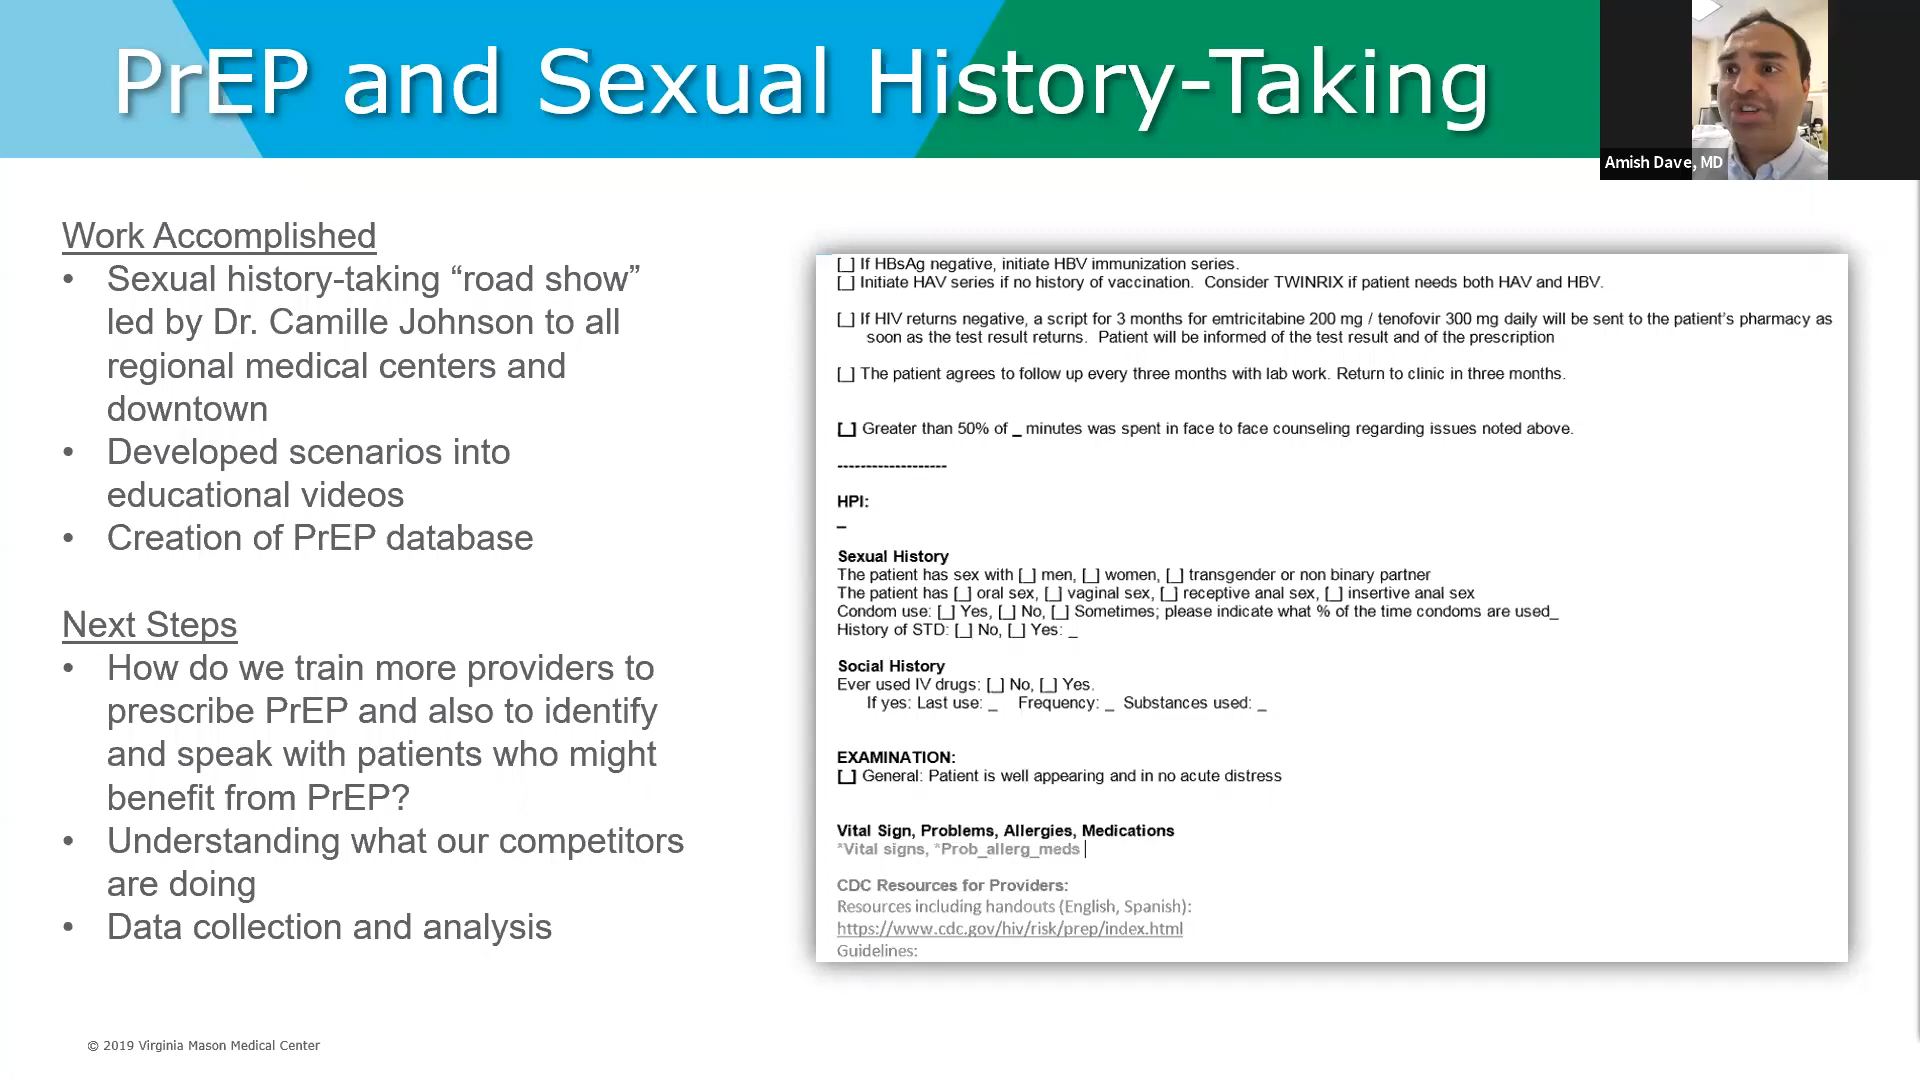 PrEP and Sexual History-Taking
Amish Dave, MD
Work Accomplished
• Sexual history-taking “road show”
led by Dr. Camille Johnson to all
regional medical centers and
downtown
• Developed scenarios into
educational videos
• Creation of PrEP database
Next Steps
• How do we train more providers to
prescribe PrEP and also to identify
and speak with patients who might
benefit from PrEP?
• Understanding what our competitors
are doing
• Data collection and analysis
[_] If HBsAg negative, initiate HBV immunization series.
[_] Initiate HAV series if no history of vaccination. Consider TWINRIX if patient needs both HAV and HBV.
[_] If HIV returns negative, a script for 3 months for emtricitabine 200 mg / tenofovir 300 mg daily will be sent to the patient’s pharmacy as
soon as the test result returns. Patient will be informed of the test result and of the prescription
[_] The patient agrees to follow up every three months with lab work. Return to clinic in three months.
[_] Greater than 50% of _ minutes was spent in face to face counseling regarding issues noted above.
-------------------
HPI:
_
Sexual History
The patient has sex with [_] men, [_] women, [_] transgender or non binary partner
The patient has [_] oral sex, [_] vaginal sex, [_] receptive anal sex, [_] insertive anal sex
Condom use: [_] Yes, [_] No, [_] Sometimes; please indicate what % of the time condoms are used_
History of STD: [_] No, [_] Yes: _
Social History
Ever used IV drugs: [_] No, [_] Yes.
If yes: Last use: _ Frequency: _ Substances used: _
EXAMINATION:
[_] General: Patient is well appearing and in no acute distress
Vital Sign, Problems, Allergies, Medications
*Vital signs, *Prob_allerg_meds
CDC Resources for Providers:
Resources including handouts (English, Spanish):
https://www.cdc.gov/hiv/risk/prep/index.html
Guidelines:
© 2019 Virginia Mason Medical Center